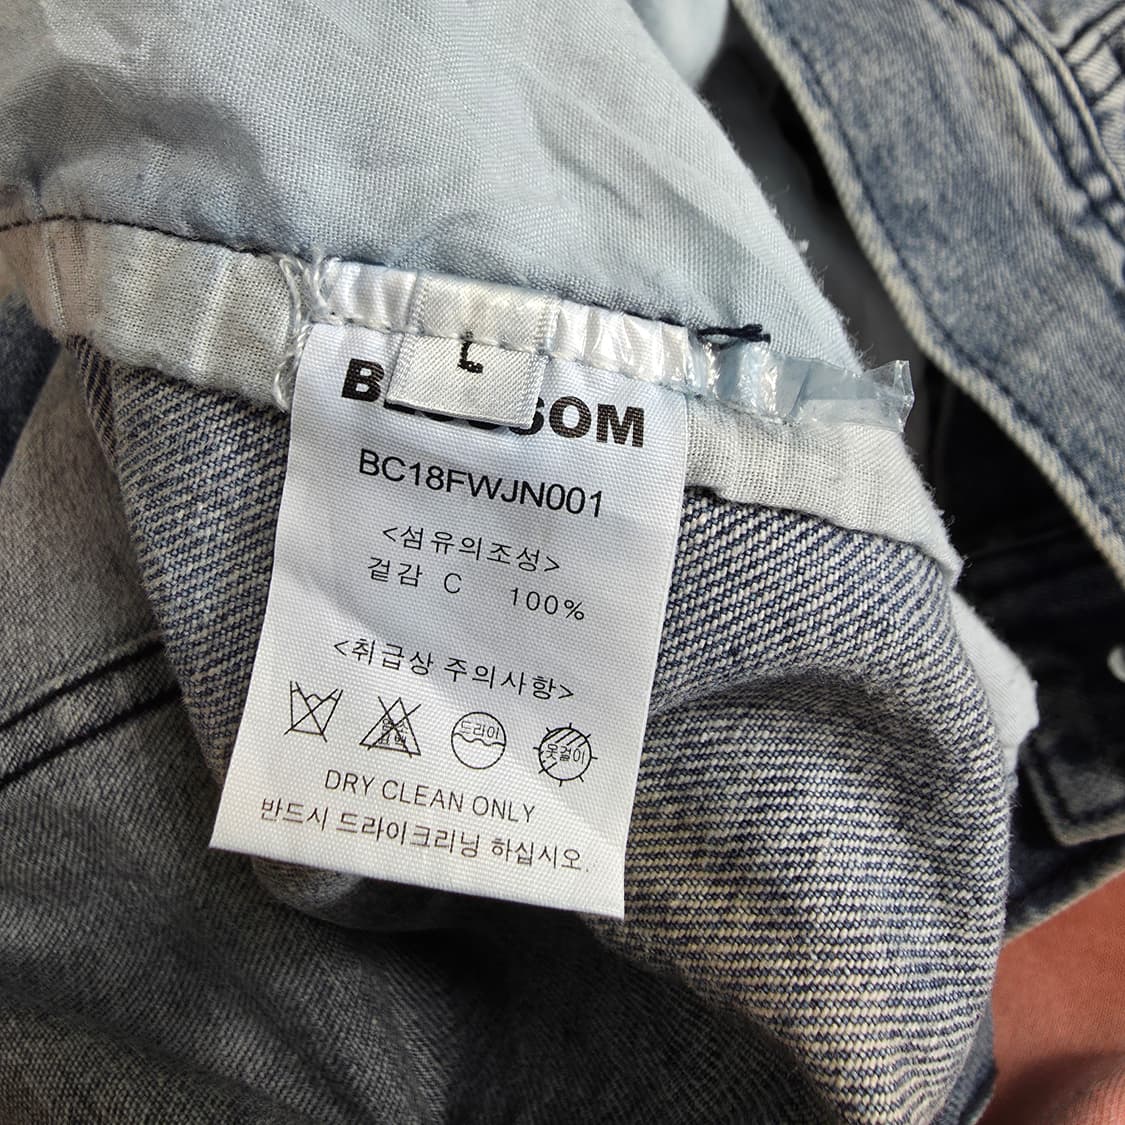 L
B SSOM
BC18FWJN001
<섬유의조성>
겉감 C 100%
<취급상 주의사항>
드라이
옷걸이
DRY CLEAN ONLY
반드시 드라이크리닝 하십시오.